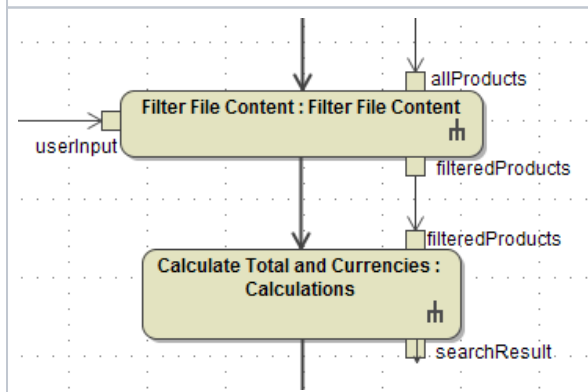 allProducts
Filter File Content : Filter File Content
userInput
filteredProducts
filteredProducts
Calculate Total and Currencies :
Calculations
searchResult